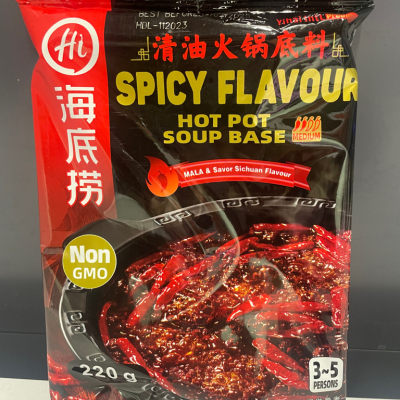 BEST BEFORE
HDL-112023
Hi
海底捞
清油火锅底料
SPICY FLAVOUR
HOT POT
SOUP BASE
MEDIUM
MALA & Savor Sichuan Flavour
Non
GMO
220 g
3~5
PERSONS